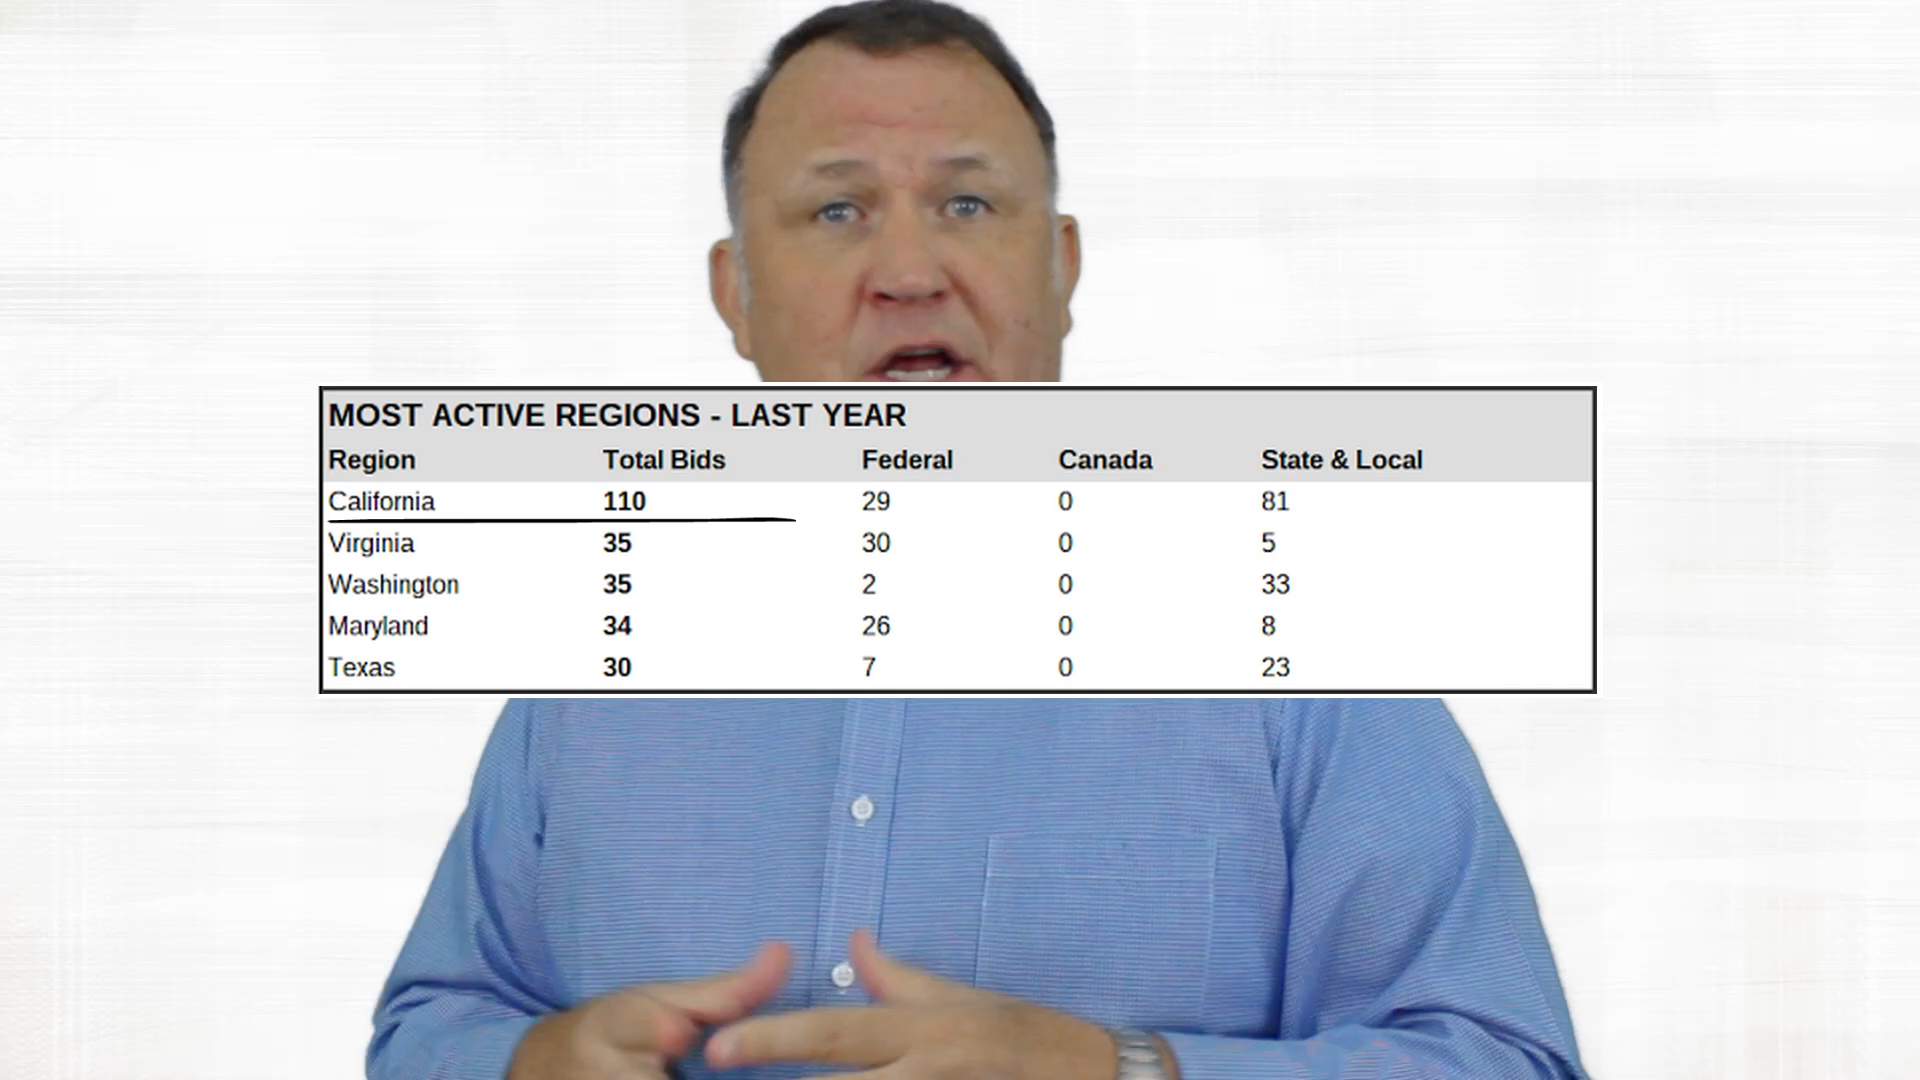 MOST ACTIVE REGIONS - LAST YEAR
Region Total Bids Federal Canada State & Local
California 110 29 0 81
Virginia 35 30 0 5
Washington 35 2 0 33
Maryland 34 26 0 8
Texas 30 7 0 23